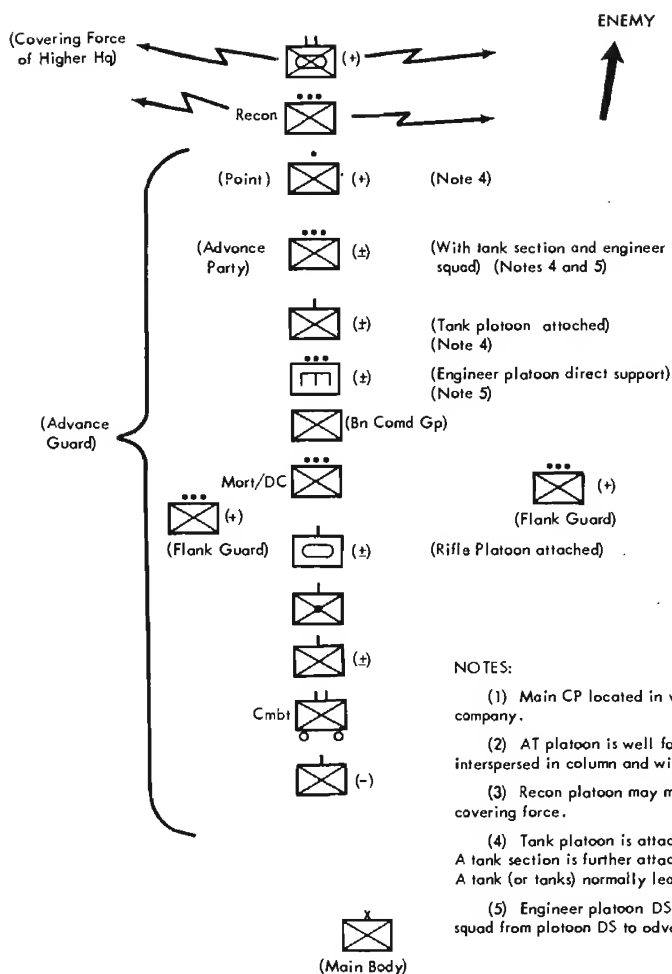 ENEMY
(Covering Force
of Higher Hq)
(+)
Recon
(Point)
(+)
(Note 4)
(Advance
Party)
(±)
(With tank section and engineer
squad) (Notes 4 and 5)
(±)
(Tank platoon attached)
(Note 4)
(±)
(Engineer platoon direct support)
(Note 5)
(Advance
Guard)
(Bn Comd Gp)
Mort/DC
(+)
(Flank Guard)
(+)
(Flank Guard)
(±)
(Rifle Platoon attached)
(±)
NOTES:
(1) Main CP located in
company.
(2) AT platoon is well
interspersed in column and
(3) Recon platoon may
covering force.
(4) Tank platoon is
A tank section is further
A tank (or tanks) normally
(5) Engineer platoon DS
squad from platoon DS to
Cmbt
(-)
(Main Body)